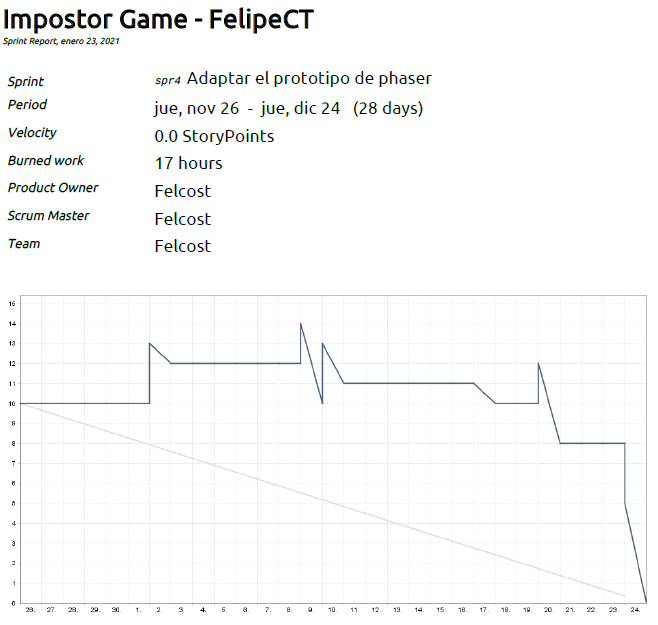 Impostor Game - FelipeCT
Sprint Report, enero 23, 2021
Sprint spr4 Adaptar el prototipo de phaser
Period jue, nov 26 - jue, dic 24 (28 days)
Velocity 0.0 StoryPoints
Burned work 17 hours
Product Owner Felcost
Scrum Master Felcost
Team Felcost
15
14
13
12
11
10
9
8
7
6
5
4
3
2
1
0
26. 27. 28. 29. 30. 1. 2. 3. 4. 5. 6. 7. 8. 9. 10. 11. 12. 13. 14. 15. 16. 17. 18. 19. 20. 21. 22. 23. 24.